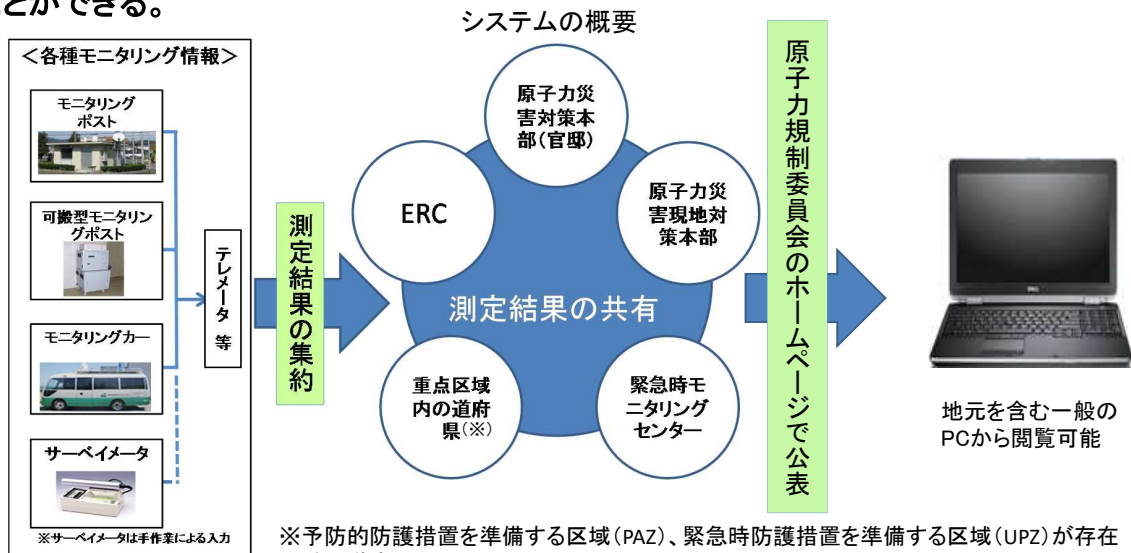 とができる。
システムの概要
＜各種モニタリング情報＞
モニタリング
ポスト
可搬型モニタリン
グポスト
モニタリングカー
サーベイメータ
※サーベイメータは手作業による入力
テレメータ 等
測定結果の集約
原子力災
害対策本
部(官邸)
ERC
原子力災
害現地対
策本部
測定結果の共有
重点区域
内の道府
県(※)
緊急時モ
ニタリング
センター
原子力規制委員会のホームページで公表
地元を含む一般の
PCから閲覧可能
※予防的防護措置を準備する区域(PAZ)、緊急時防護措置を準備する区域(UPZ)が存在